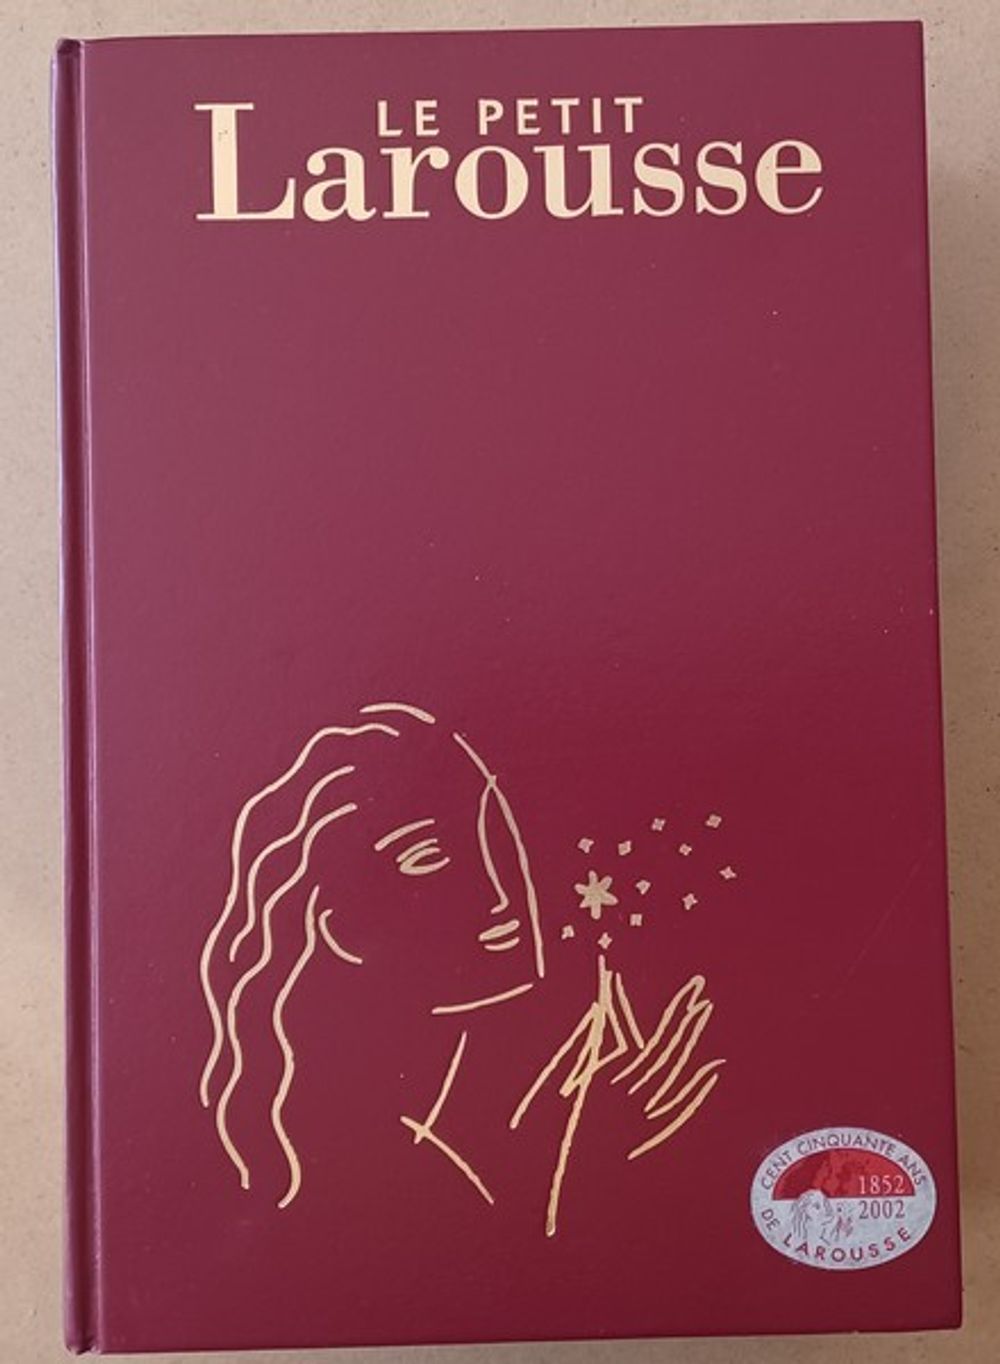 LE PETIT
Larousse
CENT CINQUANTE ANS
1852
2002
DE LAROUSSE